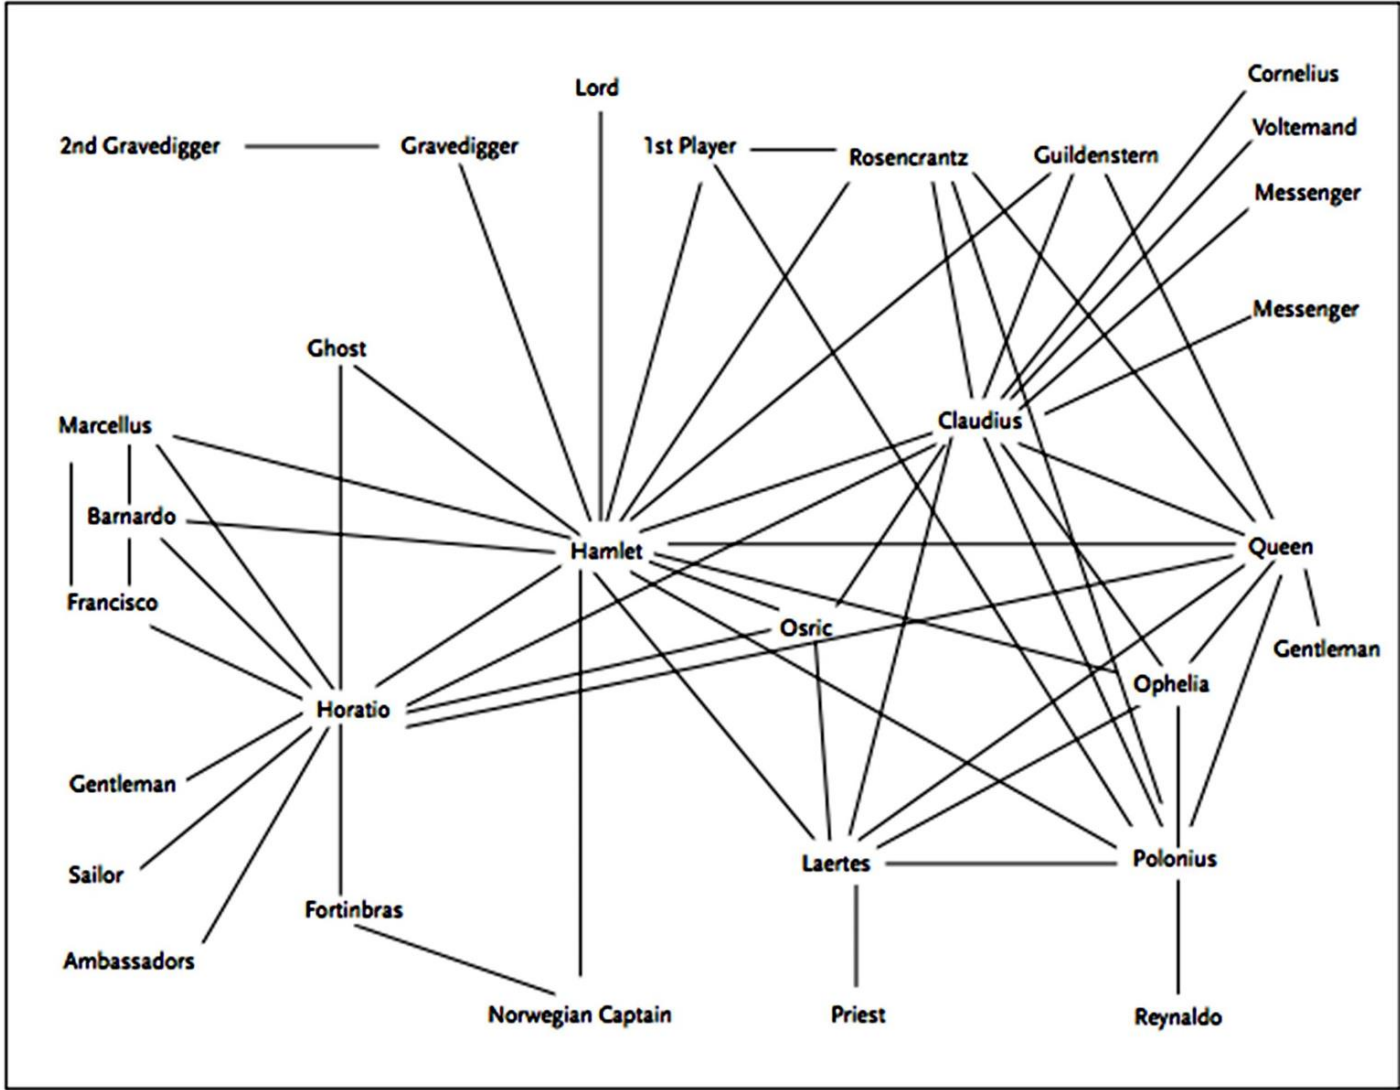 Cornelius
Lord
Voltemand
2nd Gravedigger
Gravedigger
1st Player
Rosencrantz
Guildenstern
Messenger
Messenger
Ghost
Marcellus
Claudius
Barnardo
Hamlet
Queen
Francisco
Osric
Gentleman
Ophelia
Horatio
Gentleman
Laertes
Polonius
Sailor
Fortinbras
Ambassadors
Norwegian Captain
Priest
Reynaldo